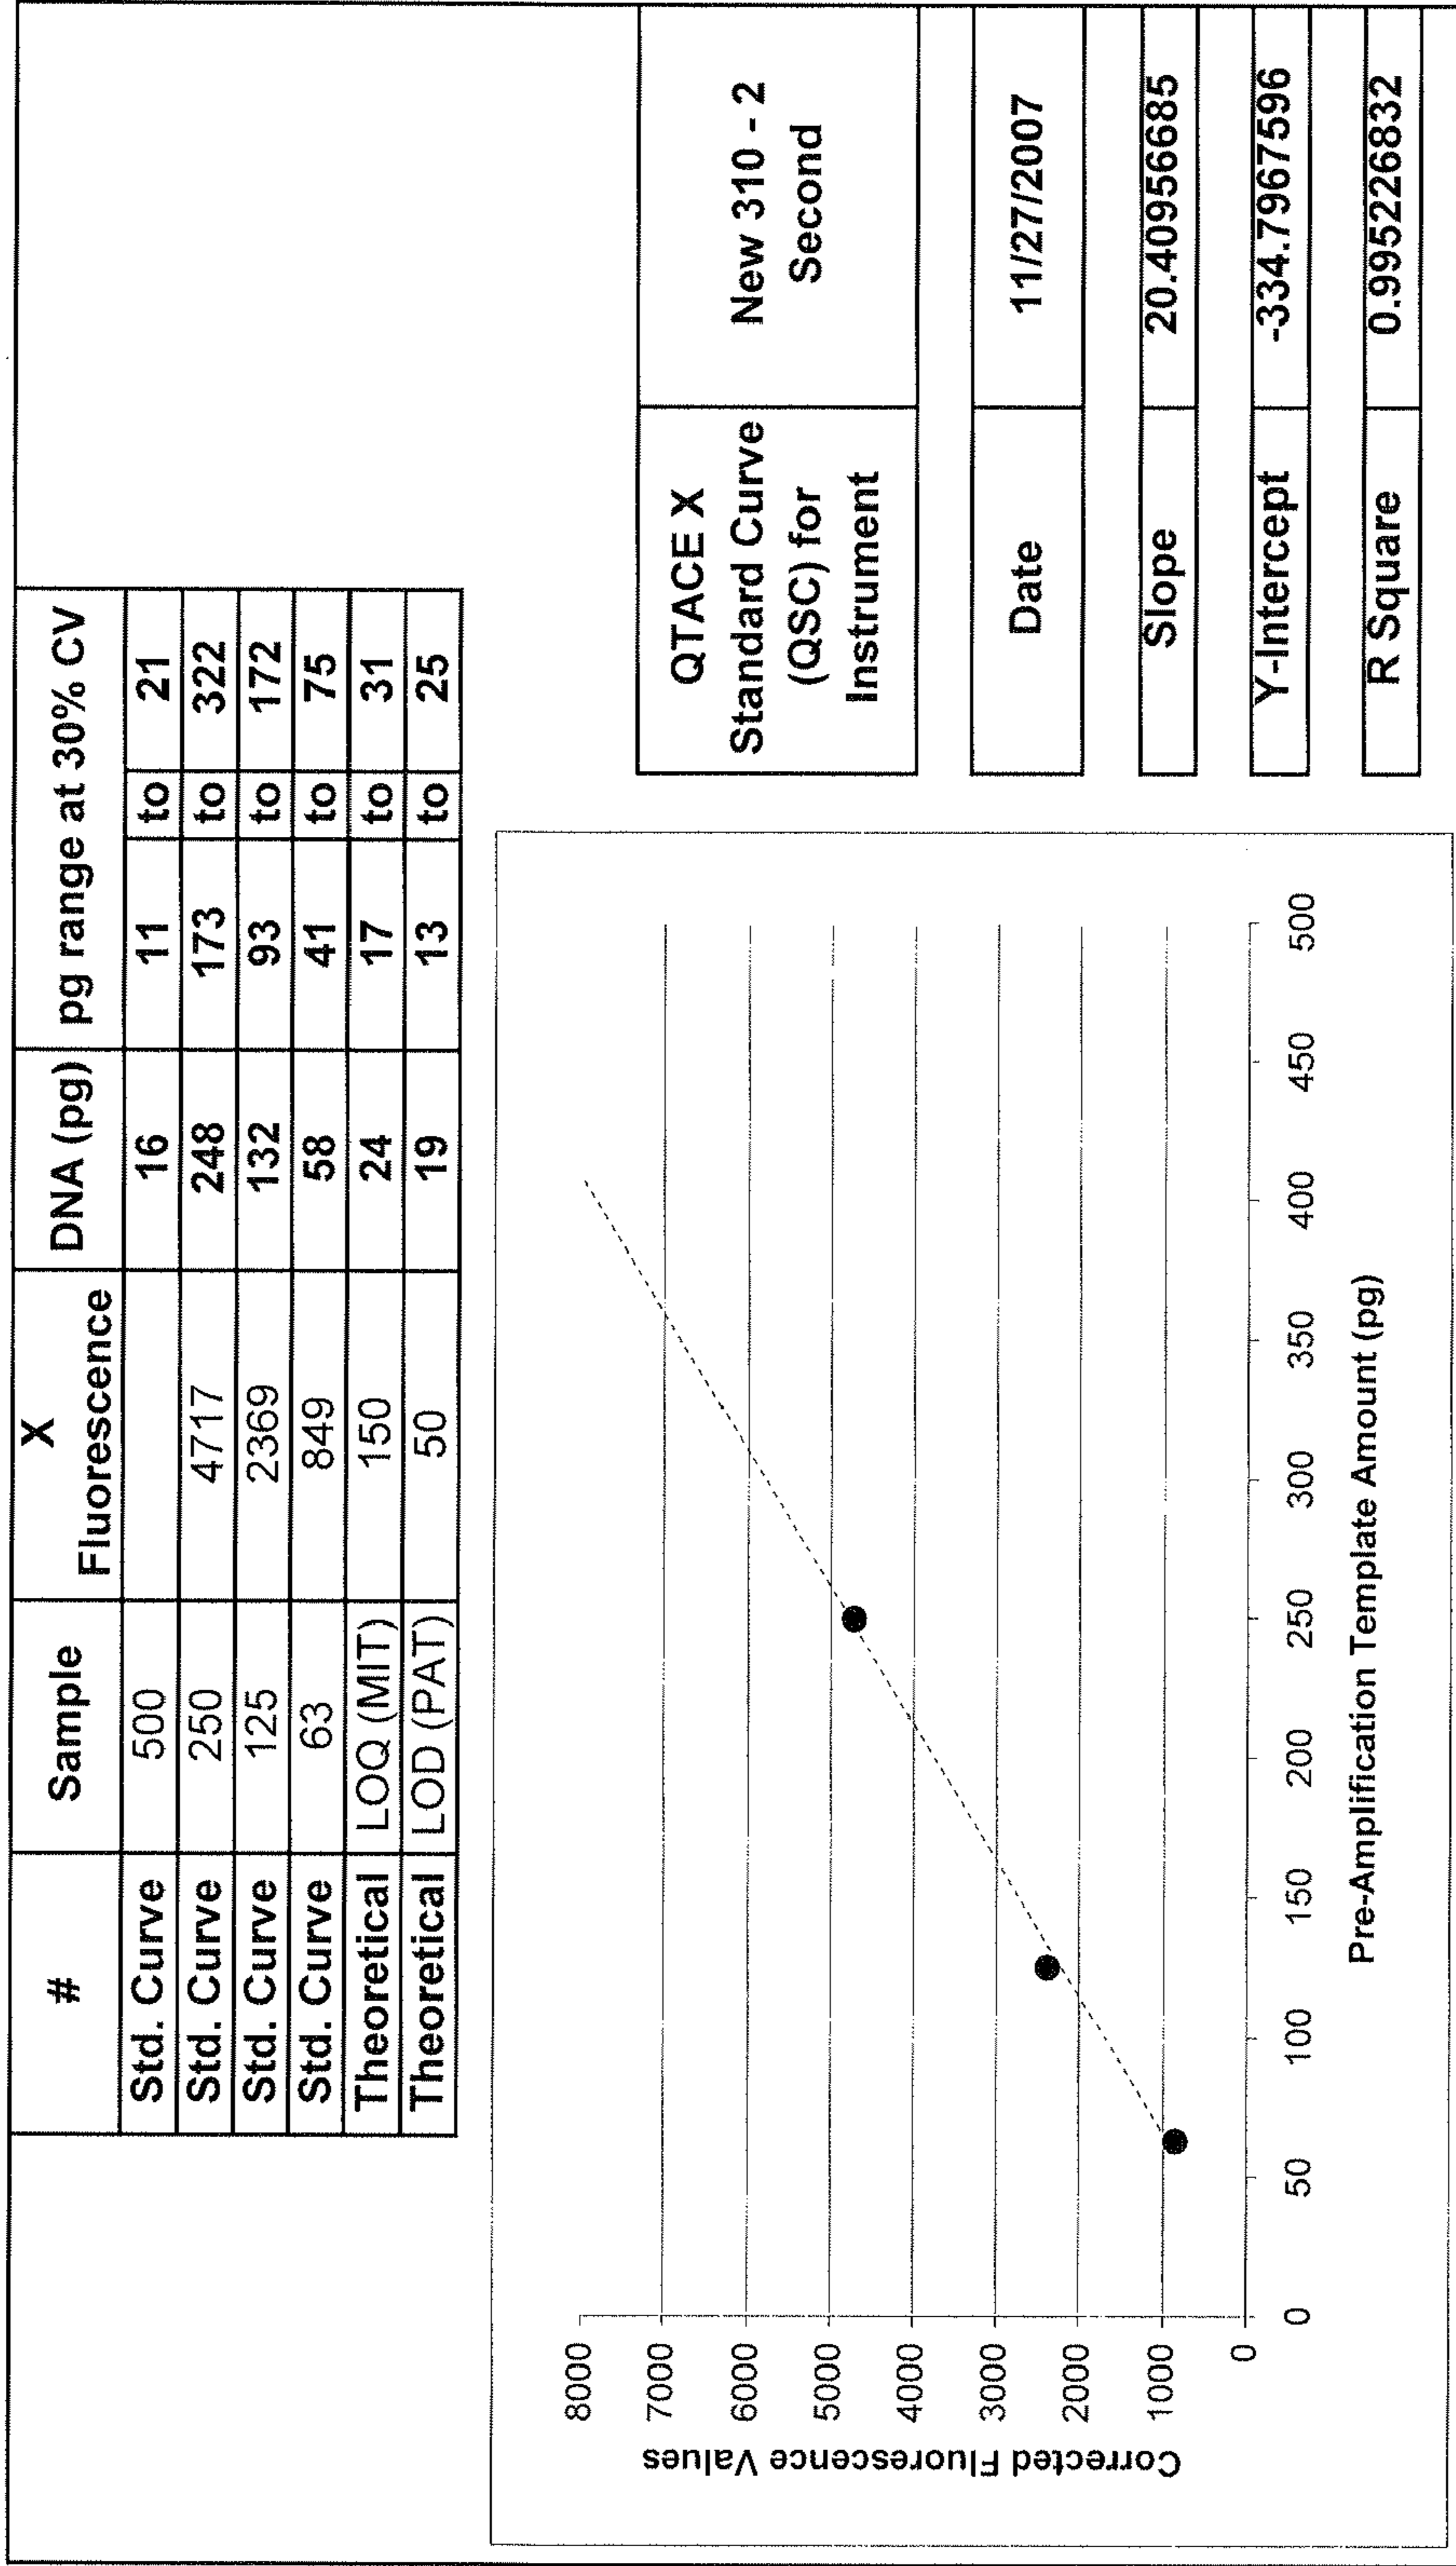 # Sample X Fluorescence DNA (pg) pg range at 30% CV
Std. Curve 500 16 11 to 21
Std. Curve 250 4717 248 173 to 322
Std. Curve 125 2369 132 93 to 172
Std. Curve 63 849 58 41 to 75
Theoretical LOQ (MIT) 150 24 17 to 31
Theoretical LOD (PAT) 50 19 13 to 25
Corrected Fluorescence Values
8000
7000
6000
5000
4000
3000
2000
1000
0
0 50 100 150 200 250 300 350 400 450 500
Pre-Amplification Template Amount (pg)
QTACE X
Standard Curve
(QSC) for
Instrument
New 310 - 2
Second
Date 11/27/2007
Slope 20.40956685
Y-Intercept -334.7967596
R Square 0.995226832